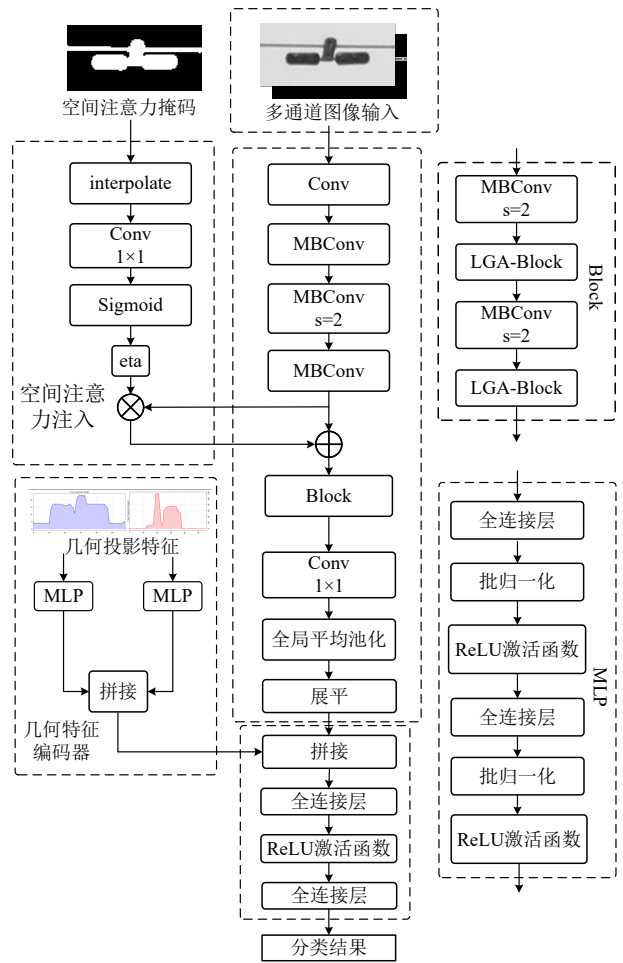 空间注意力掩码
多通道图像输入
interpolate
Conv
1×1
Sigmoid
eta
空间注意
力注入
Conv
MBConv
MBConv
s=2
MBConv
Block
Conv
1×1
全局平均池化
展平
几何投影特征
MLP
MLP
拼接
几何特征
编码器
拼接
全连接层
ReLU激活函数
全连接层
分类结果
MBConv
s=2
LGA-Block
MBConv
s=2
LGA-Block
Block
全连接层
批归一化
ReLU激活函数
全连接层
批归一化
ReLU激活函数
MLP